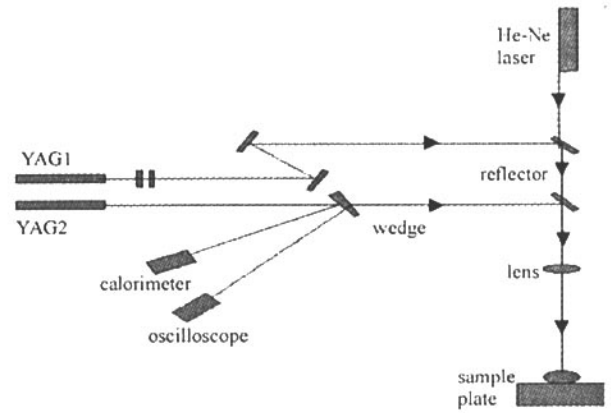 He-Ne
laser
YAG1
YAG2
reflector
wedge
calorimeter
oscilloscope
lens
sample
plate